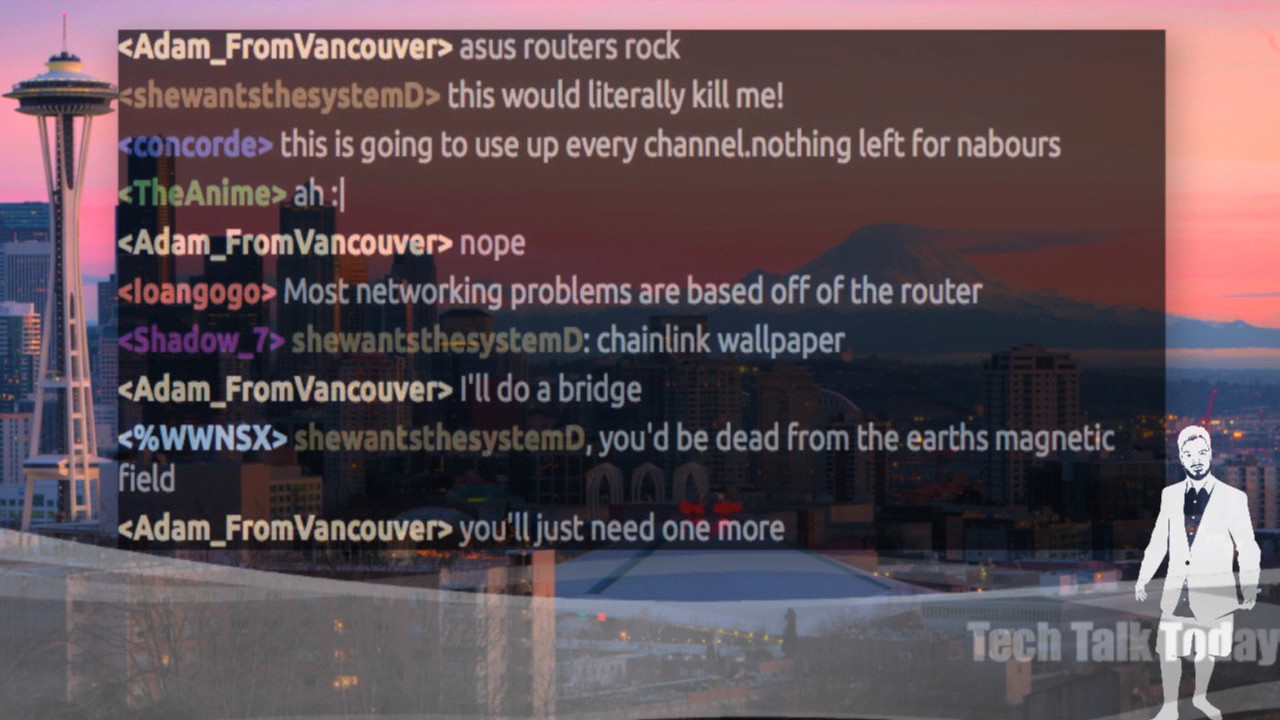 <Adam_FromVancouver> asus routers rock
<shewantsthesystemD> this would literally kill me!
<concorde> this is going to use up every channel.nothing left for nabours
<TheAnime> ah :|
<Adam_FromVancouver> nope
<loangogo> Most networking problems are based off of the router
<Shadow_7> shewantsthesystemD: chainlink wallpaper
<Adam_FromVancouver> I'll do a bridge
<%WWNSX> shewantsthesystemD, you'd be dead from the earths magnetic
field
<Adam_FromVancouver> you'll just need one more
Tech Talk Today